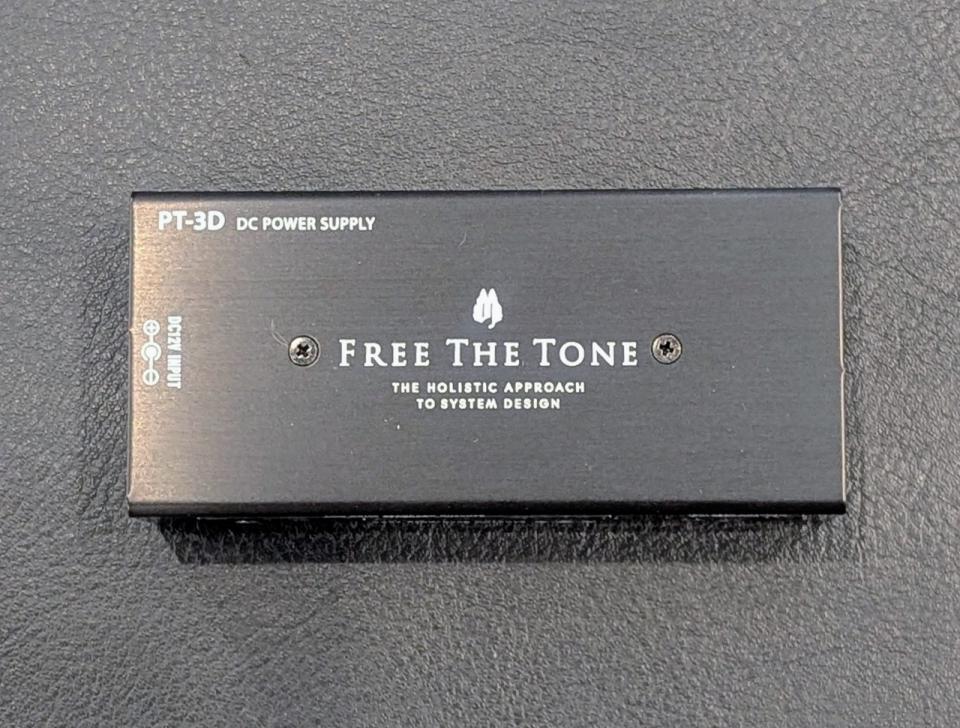 PT-3D DC POWER SUPPLY
DC12V INPUT
FREE THE TONE
THE HOLISTIC APPROACH
TO SYSTEM DESIGN